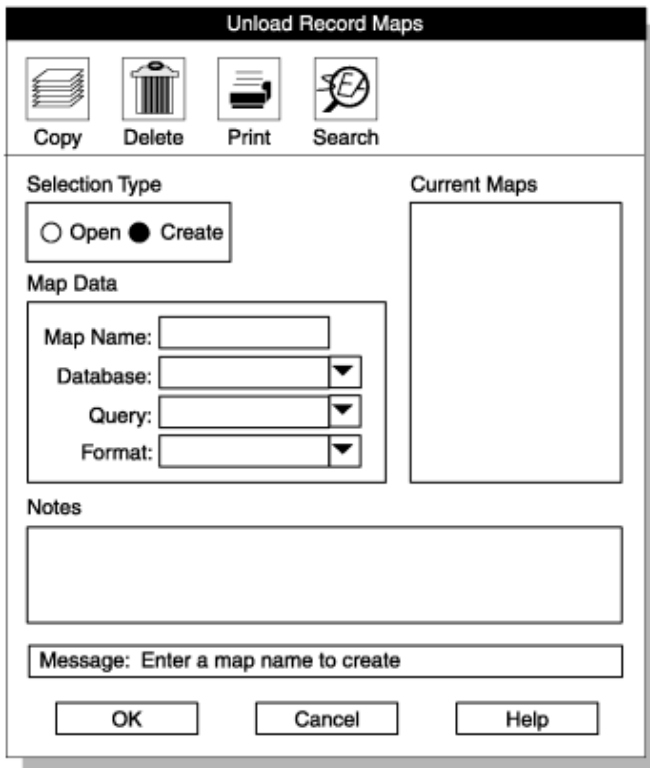 Unload Record Maps
Copy Delete Print Search
Selection Type
Open Create
Current Maps
Map Data
Map Name:
Database:
Query:
Format:
Notes
Message: Enter a map name to create
OK Cancel Help